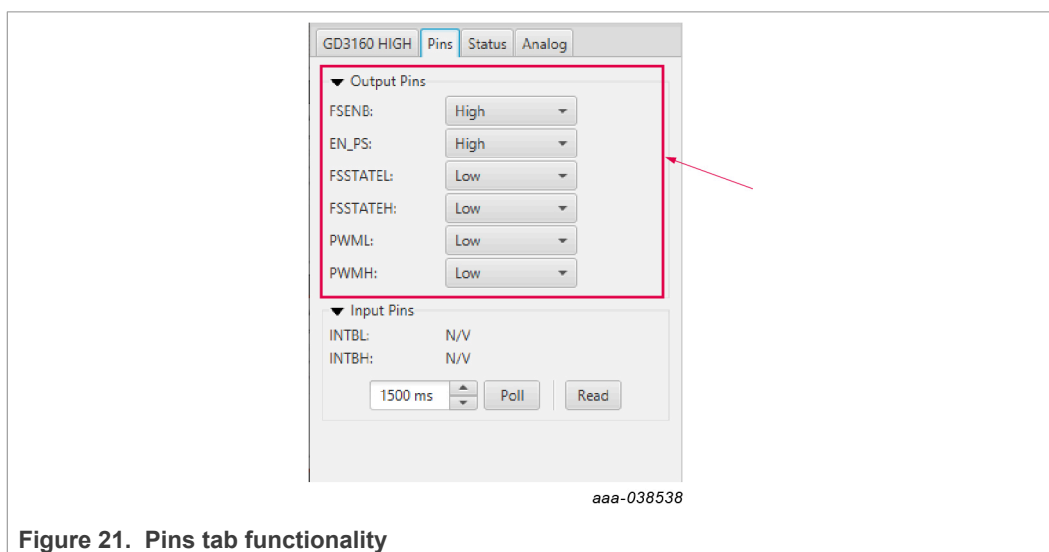 GD3160 HIGH Pins Status Analog
Output Pins
FSENB: High
EN_PS: High
FSSTATEL: Low
FSSTATEH: Low
PWML: Low
PWMH: Low
Input Pins
INTBL: N/V
INTBH: N/V
1500 ms Poll Read
aaa-038538
Figure 21. Pins tab functionality